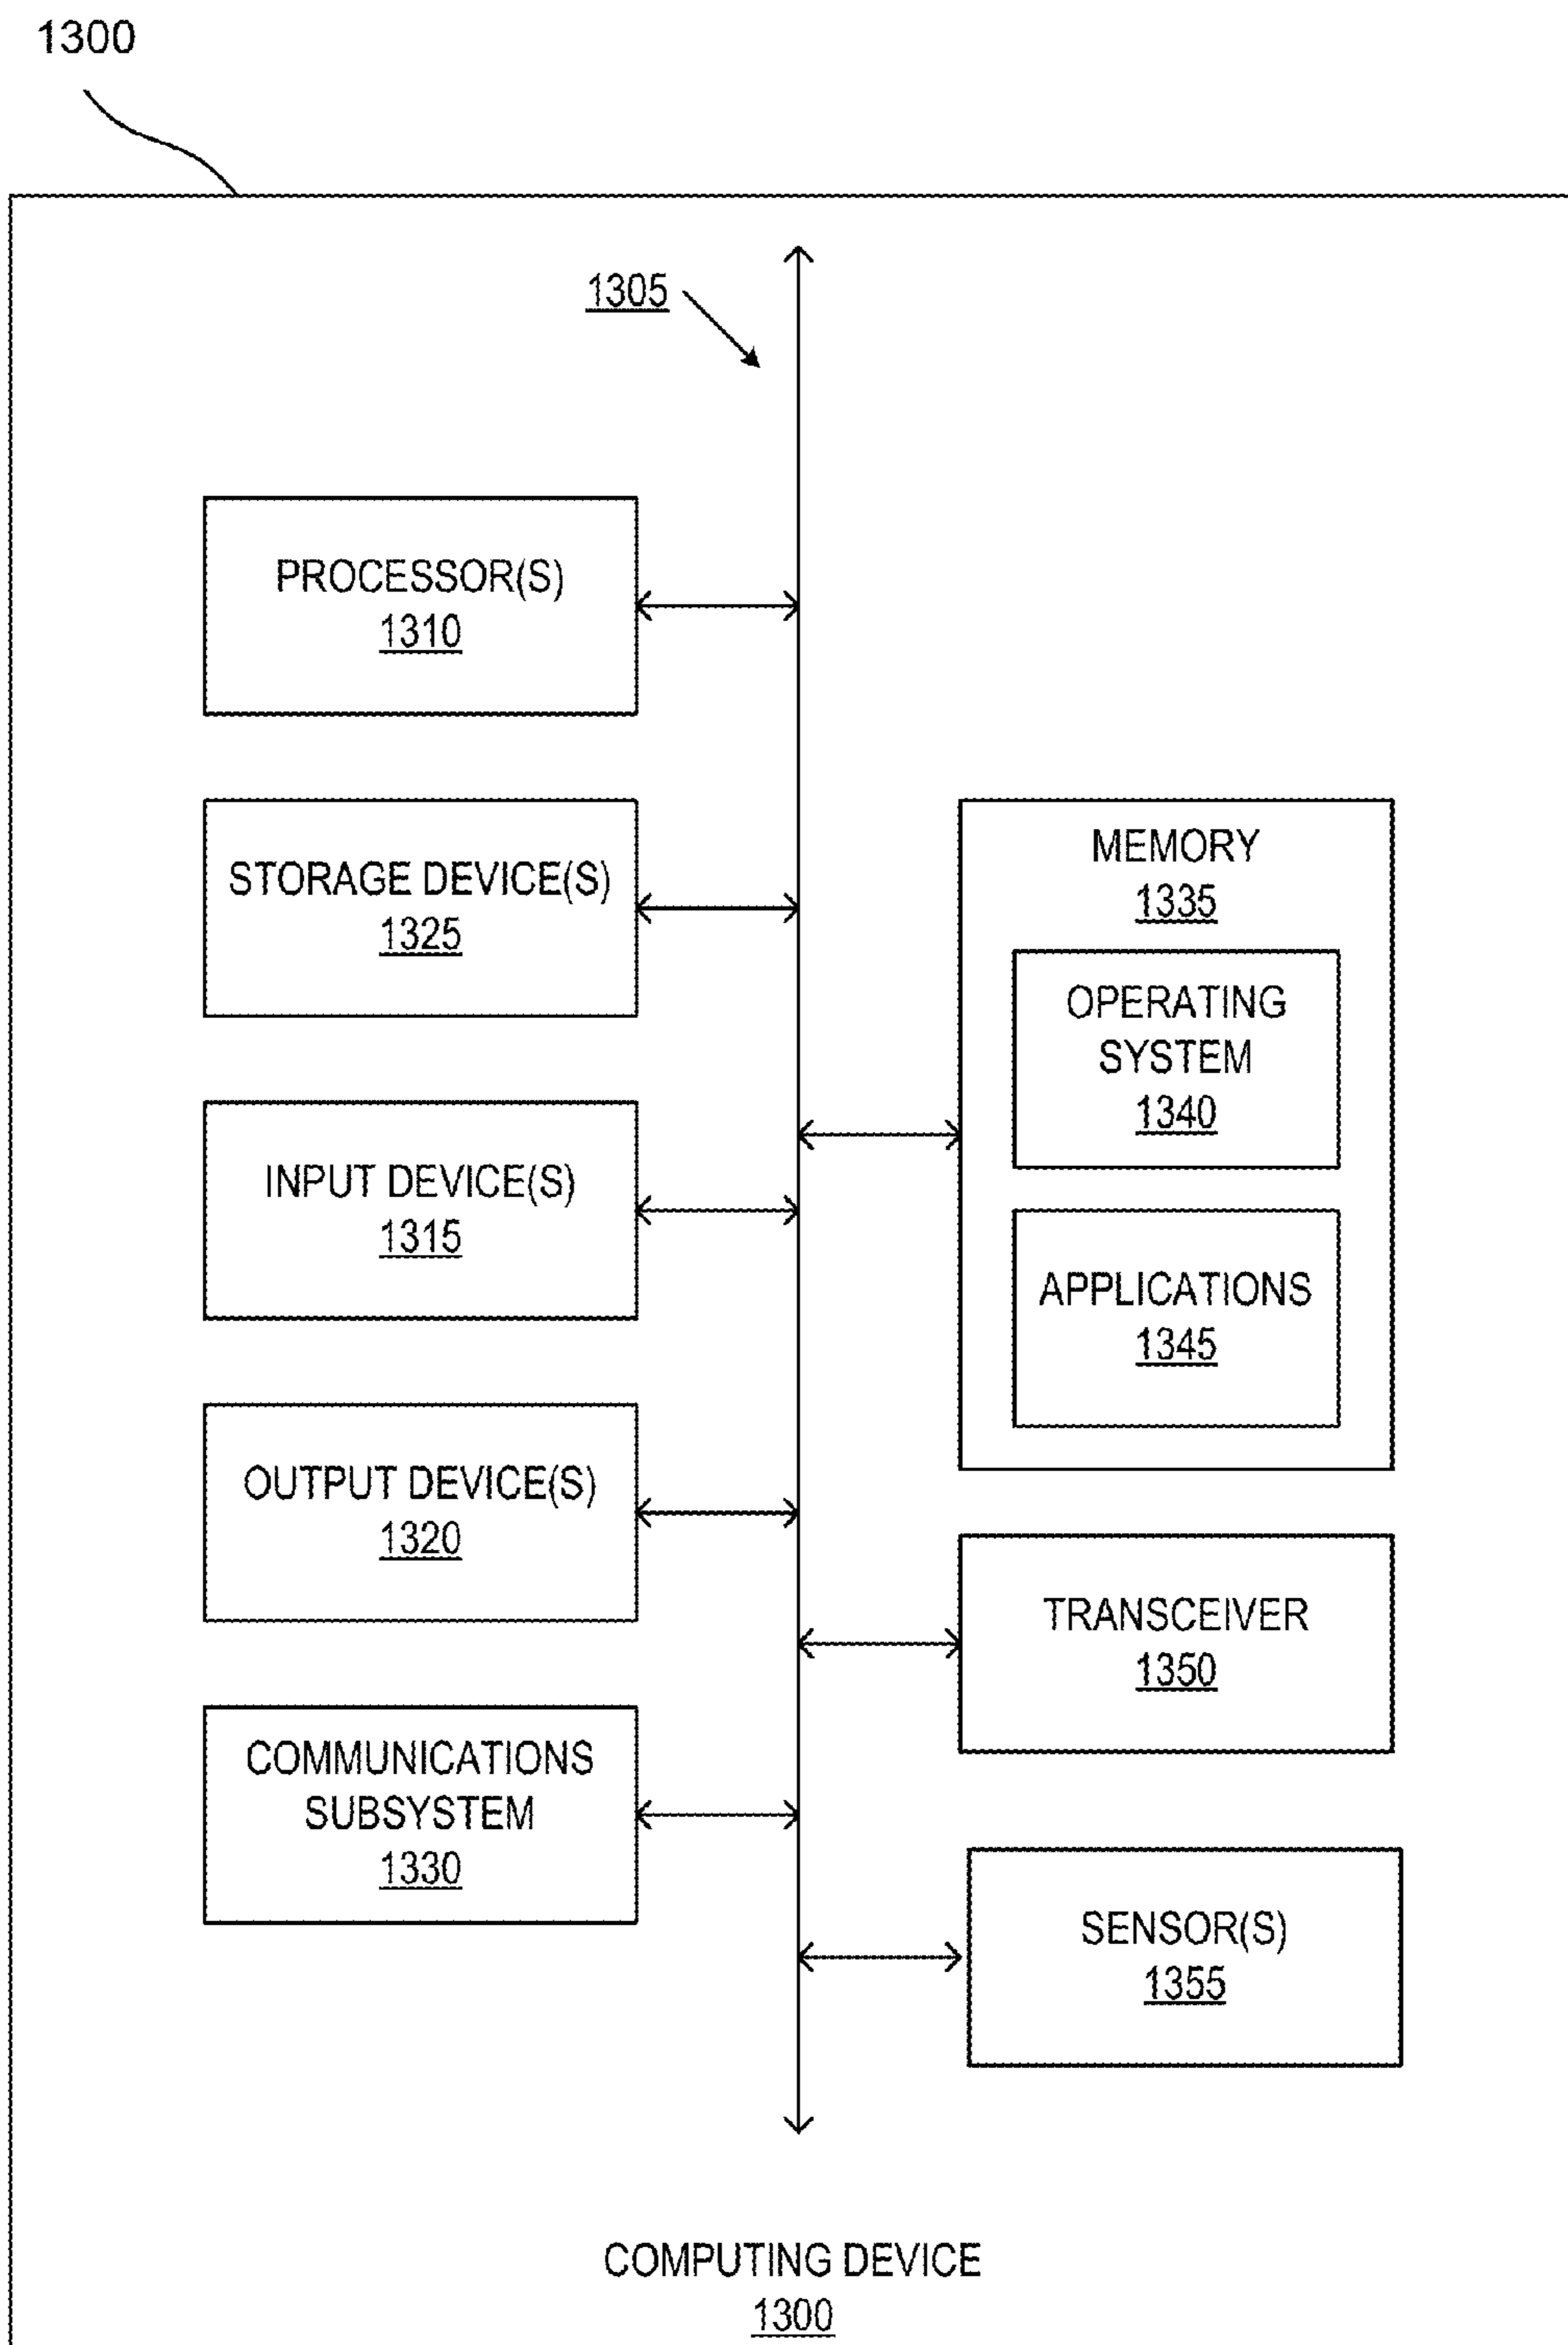 1300
1305
PROCESSOR(S)
1310
STORAGE DEVICE(S)
1325
INPUT DEVICE(S)
1315
OUTPUT DEVICE(S)
1320
COMMUNICATIONS
SUBSYSTEM
1330
MEMORY
1335
OPERATING
SYSTEM
1340
APPLICATIONS
1345
TRANSCEIVER
1350
SENSOR(S)
1355
COMPUTING DEVICE
1300